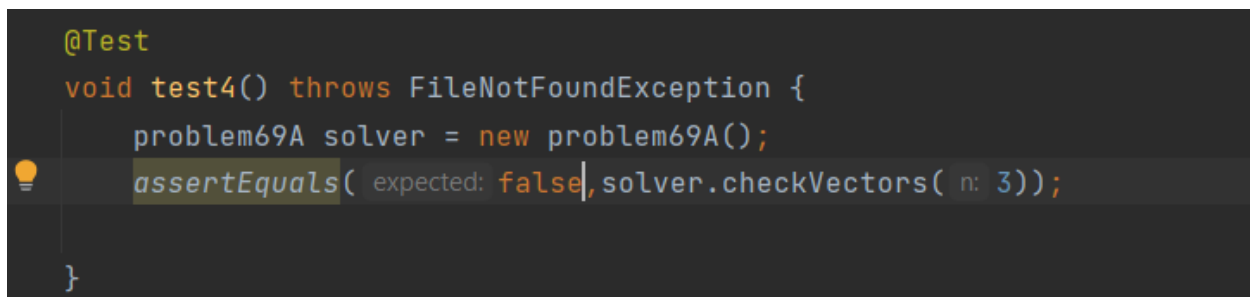 @Test
void test4() throws FileNotFoundException {
problem69A solver = new problem69A();
assertEquals( expected: false,solver.checkVectors( n: 3));
}